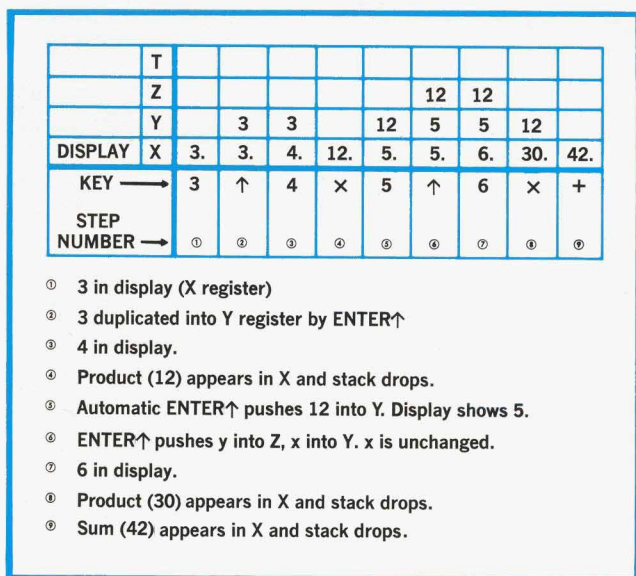 T
Z 12 12
Y 3 3 12 5 5 12
DISPLAY X 3. 3. 4. 12. 5. 5. 6. 30. 42.
KEY → 3 ↑ 4 × 5 ↑ 6 × +
STEP
NUMBER → ① ② ③ ④ ⑤ ⑥ ⑦ ⑧ ⑨
① 3 in display (X register)
② 3 duplicated into Y register by ENTER↑
③ 4 in display.
④ Product (12) appears in X and stack drops.
⑤ Automatic ENTER↑ pushes 12 into Y. Display shows 5.
⑥ ENTER↑ pushes y into Z, x into Y. x is unchanged.
⑦ 6 in display.
⑧ Product (30) appears in X and stack drops.
⑨ Sum (42) appears in X and stack drops.